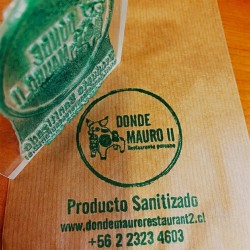 DONDE
MAURO II
restaurante peruano
Producto Sanitizado
www.dondemaurorestaurant2.cl
+56 2 2323 4603